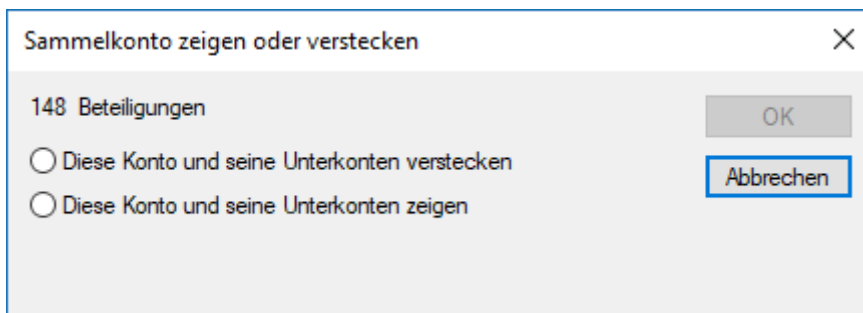 Sammelkonto zeigen oder verstecken
148 Beteiligungen
OK
Diese Konto und seine Unterkonten verstecken
Abbrechen
Diese Konto und seine Unterkonten zeigen